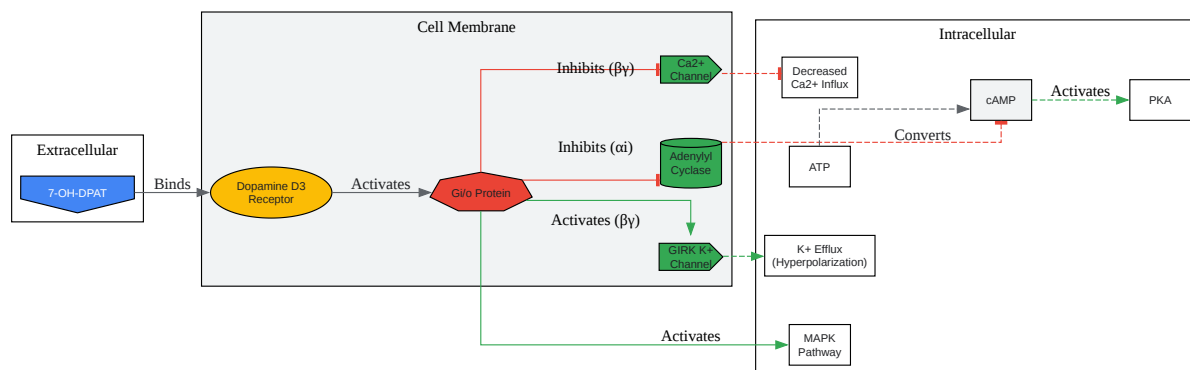 Cell Membrane
Intracellular
Extracellular
7-OH-DPAT
Binds
Dopamine D3
Receptor
Activates
Gi/o Protein
Inhibits (βγ)
Ca2+
Channel
Decreased
Ca2+ Influx
cAMP
Activates
PKA
Inhibits (αi)
Adenylyl
Cyclase
Converts
ATP
Activates (βγ)
GIRK K+
Channel
K+ Efflux
(Hyperpolarization)
Activates
MAPK
Pathway